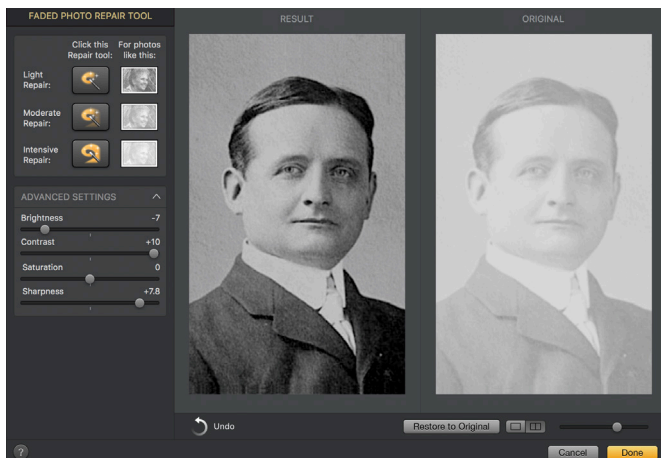 FADED PHOTO REPAIR TOOL
Click this Repair tool:
For photos like this:
Light Repair:
Moderate Repair:
Intensive Repair:
ADVANCED SETTINGS
Brightness -7
Contrast +10
Saturation 0
Sharpness +7.8
RESULT
ORIGINAL
Undo
Restore to Original
?
Cancel
Done